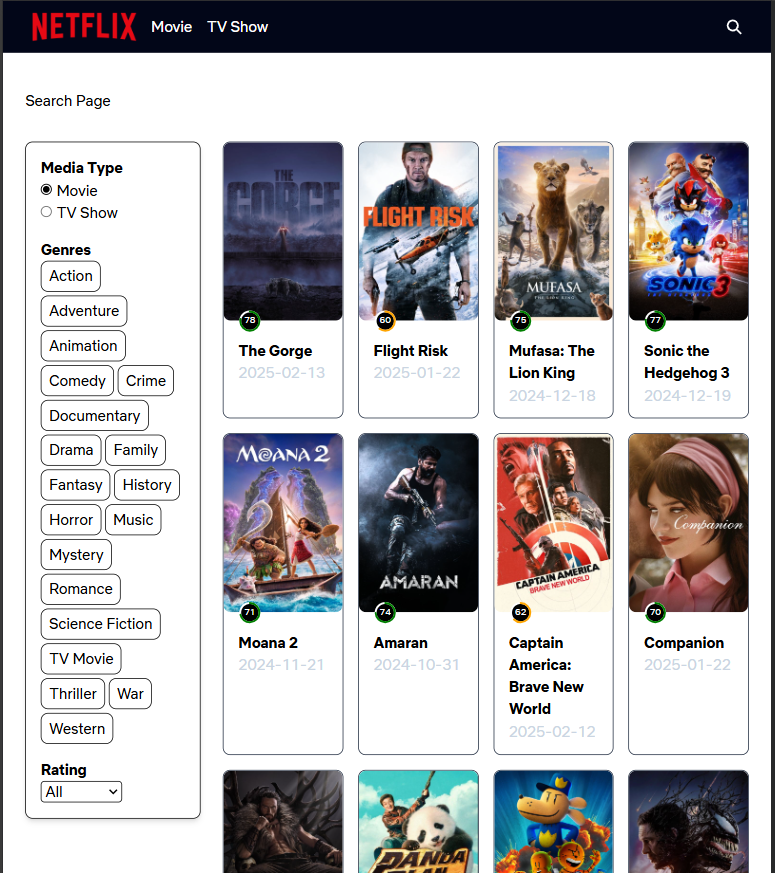 NETFLIX Movie TV Show
Search Page
Media Type
Movie
TV Show
Genres
Action
Adventure
Animation
Comedy Crime
Documentary
Drama Family
Fantasy History
Horror Music
Mystery
Romance
Science Fiction
TV Movie
Thriller War
Western
Rating
All
THE
GORGE
78
The Gorge
2025-02-13
FLIGHT RISK
60
Flight Risk
2025-01-22
MUFASA
THE LION KING
75
Mufasa: The
Lion King
2024-12-18
SONIC 3
77
Sonic the
Hedgehog 3
2024-12-19
MOANA 2
71
Moana 2
2024-11-21
AMARAN
74
Amaran
2024-10-31
CAPTAIN AMERICA
BRAVE NEW WORLD
62
Captain
America:
Brave New
World
2025-02-12
Companion
70
Companion
2025-01-22
PANDA
PLAN